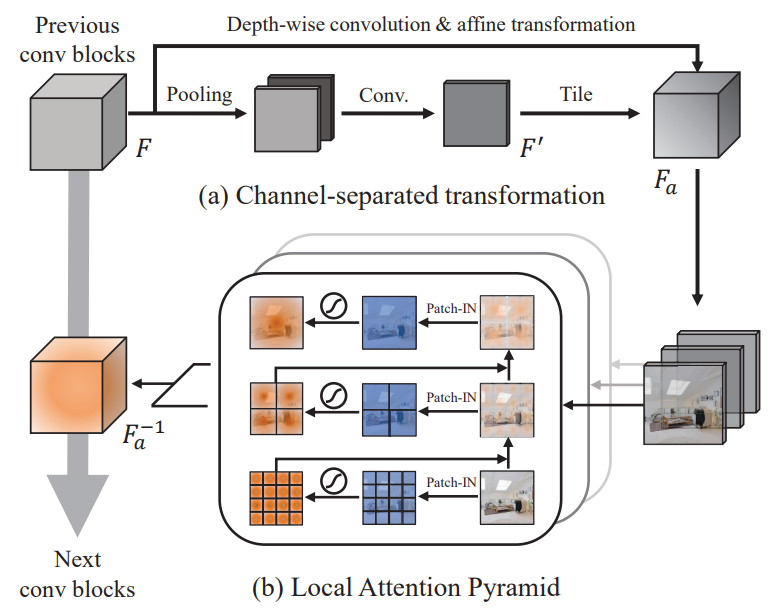 Previous
conv blocks
Depth-wise convolution & affine transformation
Pooling
Conv.
Tile
F
F′
F_a
(a) Channel-separated transformation
Patch-IN
Patch-IN
Patch-IN
F_a^{-1}
Next
conv blocks
(b) Local Attention Pyramid